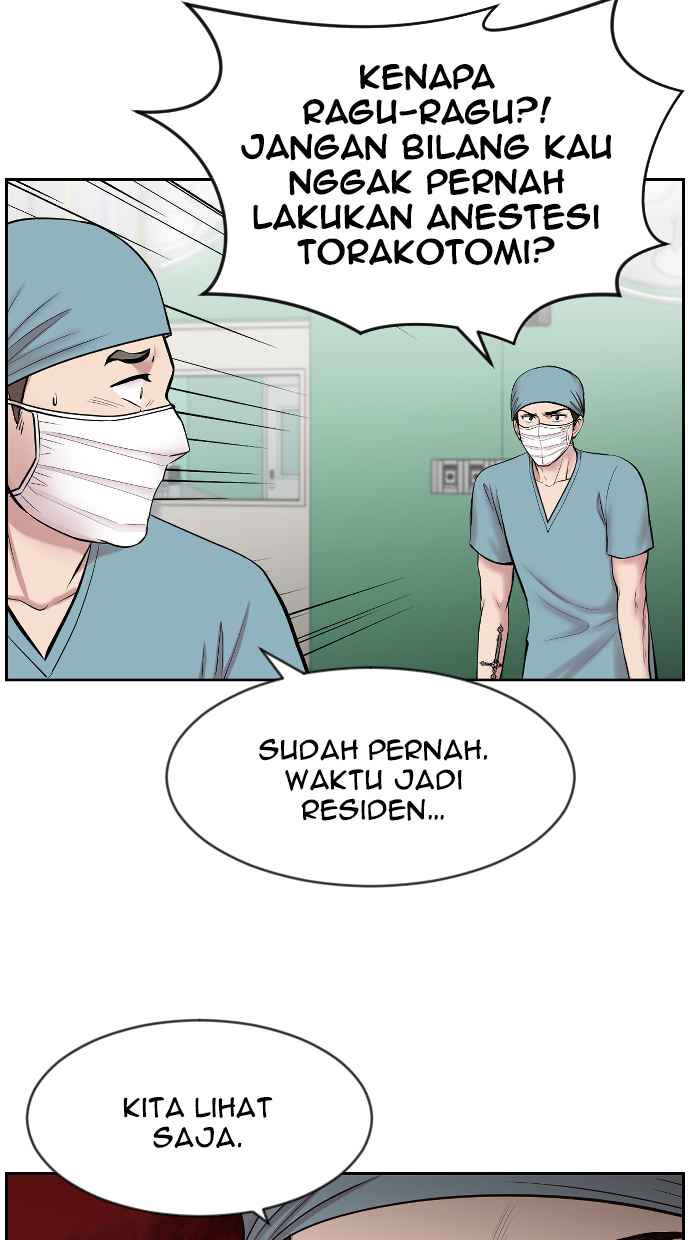 KENAPA
RAGU-RAGU?!
JANGAN BILANG KAU
NGGAK PERNAH
LAKUKAN ANESTESI
TORAKOTOMI?
SUDAH PERNAH.
WAKTU JADI
RESIDEN...
KITA LIHAT
SAJA.